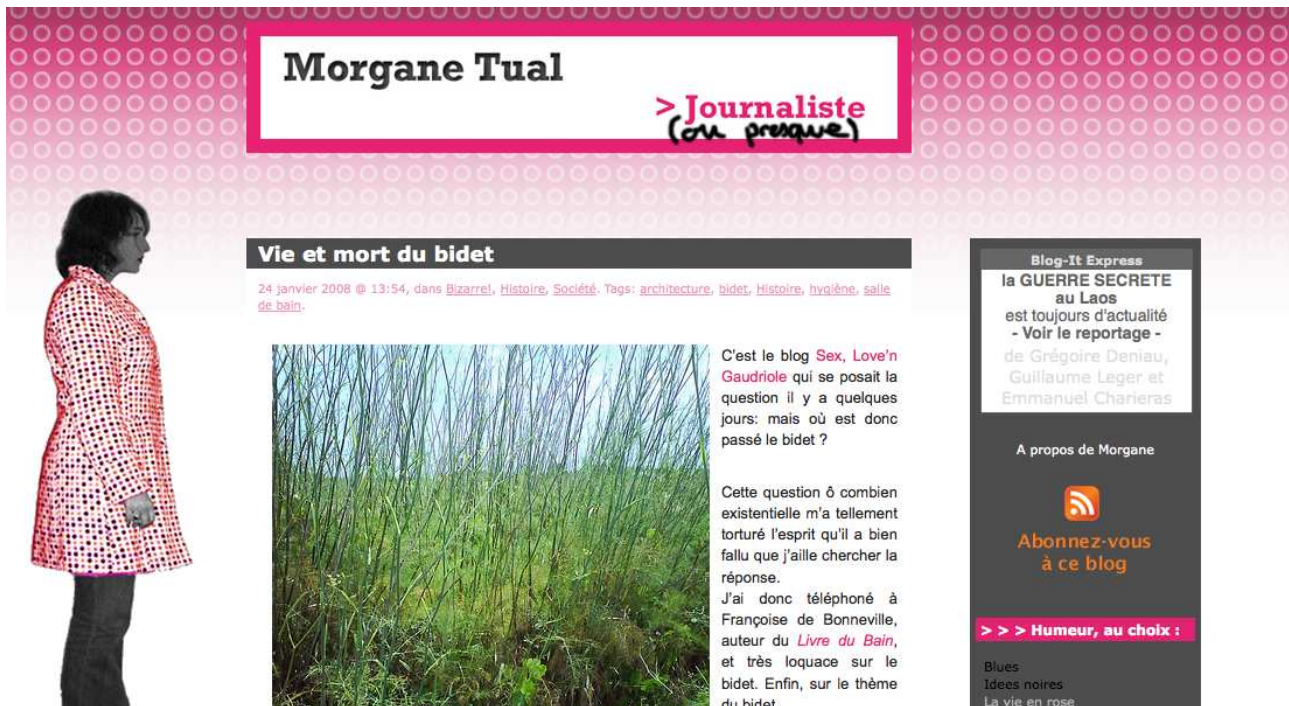 Morgane Tual
> Journaliste
(ou presque)
Vie et mort du bidet
24 janvier 2008 @ 13:54, dans Bizarre!, Histoire, Société. Tags: architecture, bidet, Histoire, hygiène, salle
de bain.
C'est le blog Sex, Love'n
Gaudriole qui se posait la
question il y a quelques
jours: mais où est donc
passé le bidet ?
Cette question ô combien
existentielle m'a tellement
torturé l'esprit qu'il a bien
fallu que j'aille chercher la
réponse.
J'ai donc téléphoné à
Françoise de Bonneville,
auteur du Livre du Bain,
et très loquace sur le
bidet. Enfin, sur le thème
du bidet
Blog-It Express
la GUERRE SECRETE
au Laos
est toujours d'actualité
- Voir le reportage -
de Grégoire Deniau,
Guillaume Leger et
Emmanuel Charieras
A propos de Morgane
Abonnez-vous
à ce blog
> > > Humeur, au choix :
Blues
Idees noires
La vie en rose